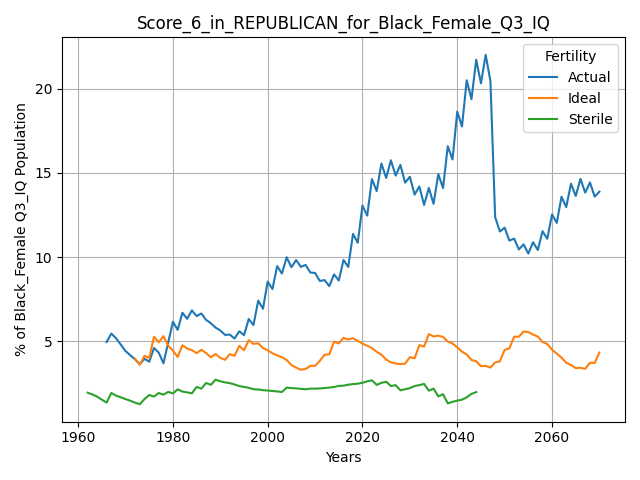 Score_6_in_REPUBLICAN_for_Black_Female_Q3_IQ
Fertility
Actual
Ideal
Sterile
% of Black_Female Q3_IQ Population
20
15
10
5
1960
1980
2000
2020
2040
2060
Years